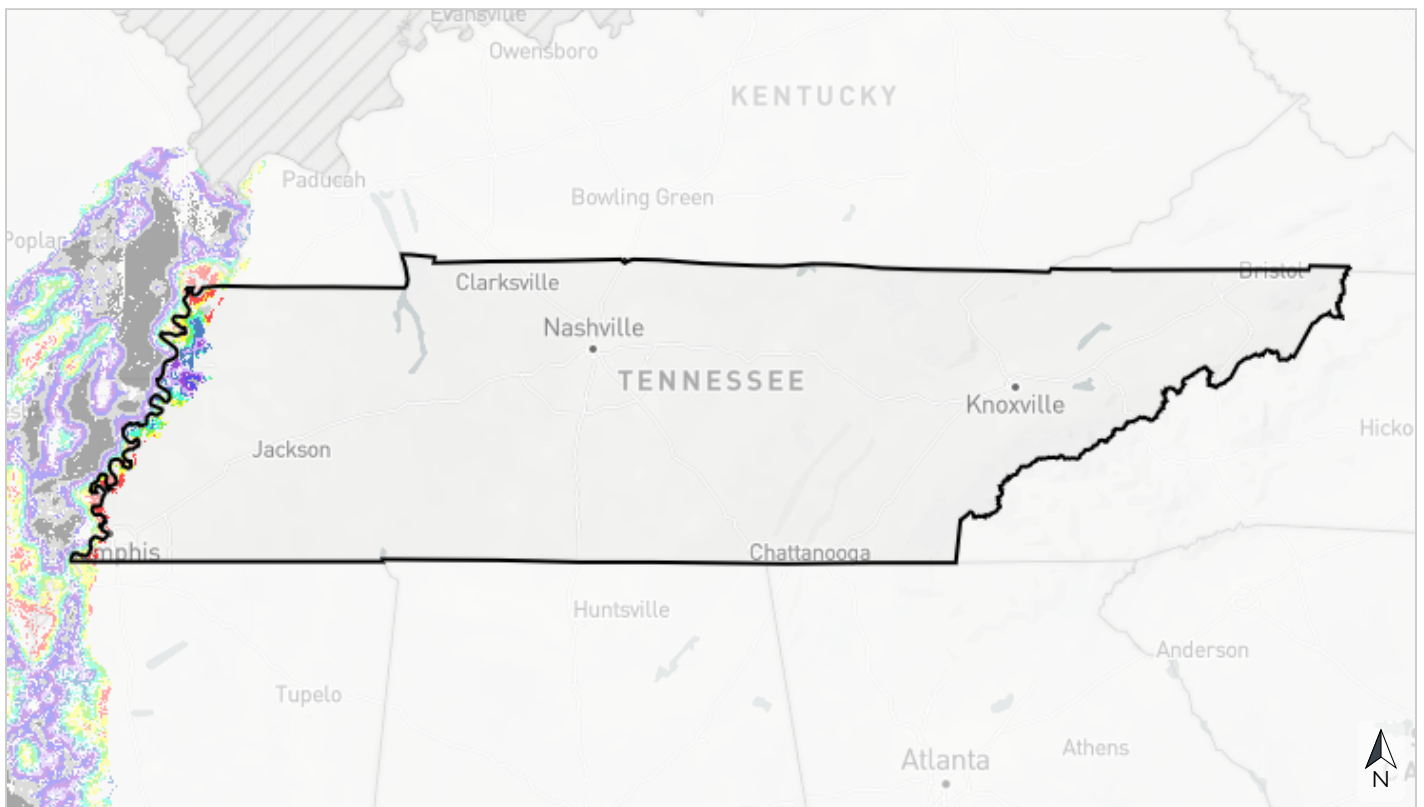 Evansville
Owensboro
KENTUCKY
Paducah
Bowling Green
Poplar
Clarksville
Bristol
Nashville
TENNESSEE
Knoxville
Hicko
Jackson
mphis
Chattanooga
Huntsville
Anderson
Tupelo
Athens
Atlanta
N